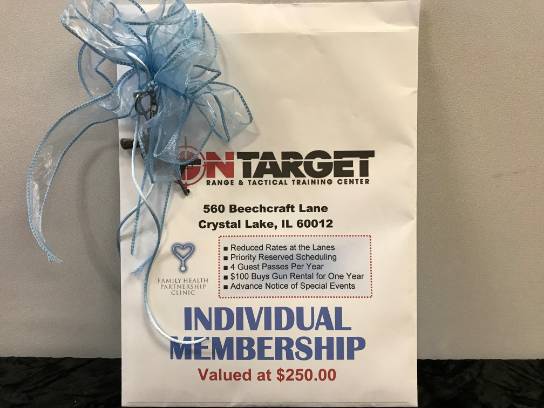 ON TARGET
RANGE & TACTICAL TRAINING CENTER
560 Beechcraft Lane
Crystal Lake, IL 60012
Reduced Rates at the Lanes
Priority Reserved Scheduling
4 Guest Passes Per Year
$100 Buys Gun Rental for One Year
Advance Notice of Special Events
FAMILY HEALTH
PARTNERSHIP
CLINIC
INDIVIDUAL
MEMBERSHIP
Valued at $250.00